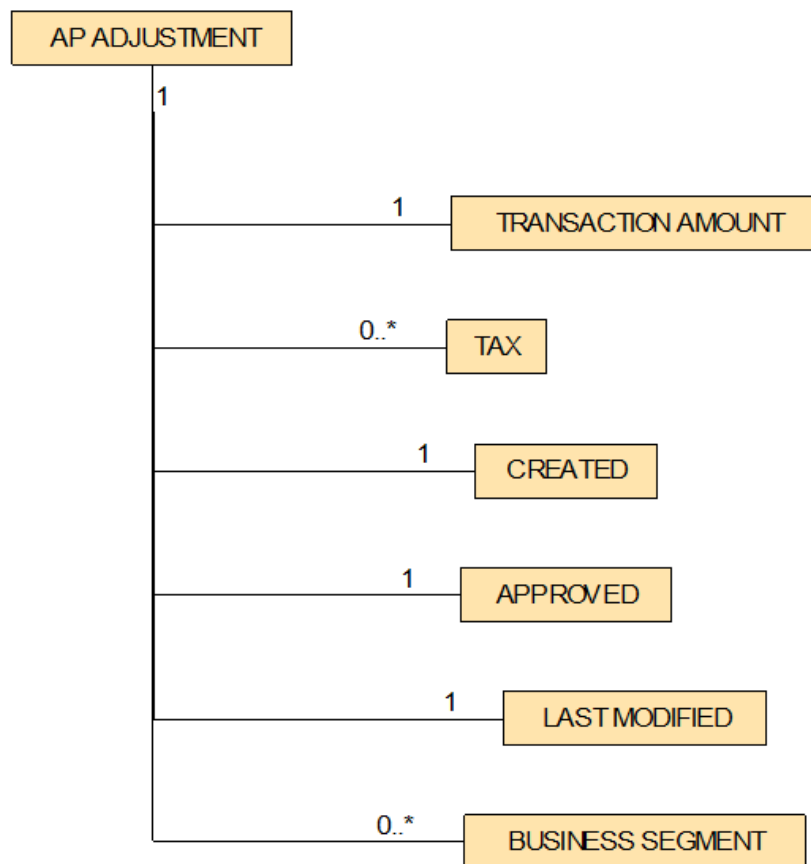 AP ADJUSTMENT
1
1
TRANSACTION AMOUNT
0..*
TAX
1
CREATED
1
APPROVED
1
LAST MODIFIED
0..*
BUSINESS SEGMENT